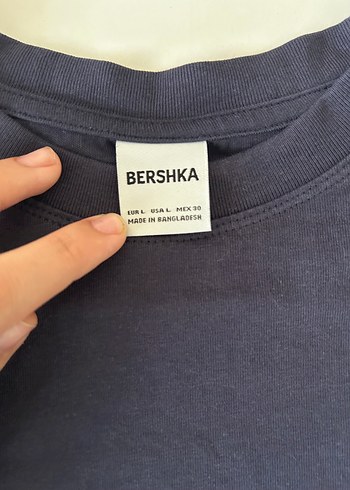 BERSHKA
EUR L USA L MEX 30
MADE IN BANGLADESH